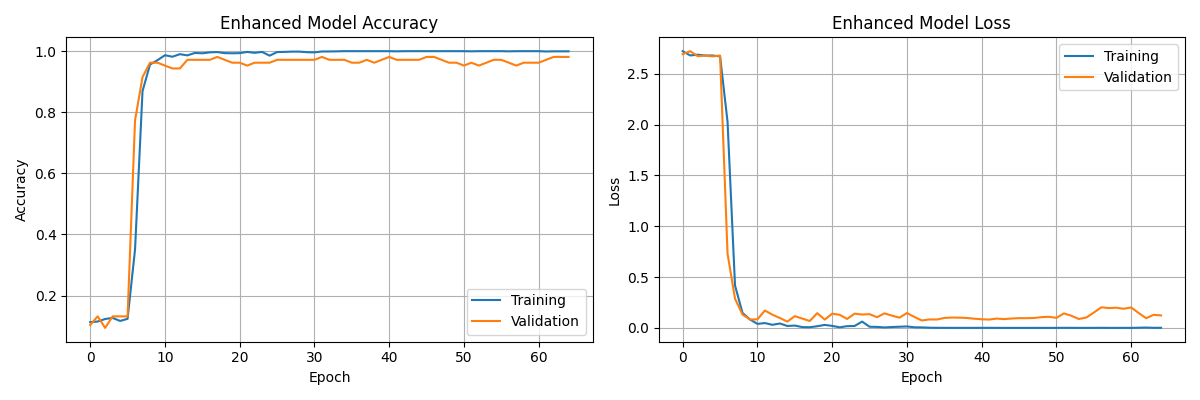 Enhanced Model Accuracy
Accuracy
1.0
0.8
0.6
0.4
0.2
0 10 20 30 40 50 60
Epoch
Training
Validation
Enhanced Model Loss
Loss
2.5
2.0
1.5
1.0
0.5
0.0
0 10 20 30 40 50 60
Epoch
Training
Validation